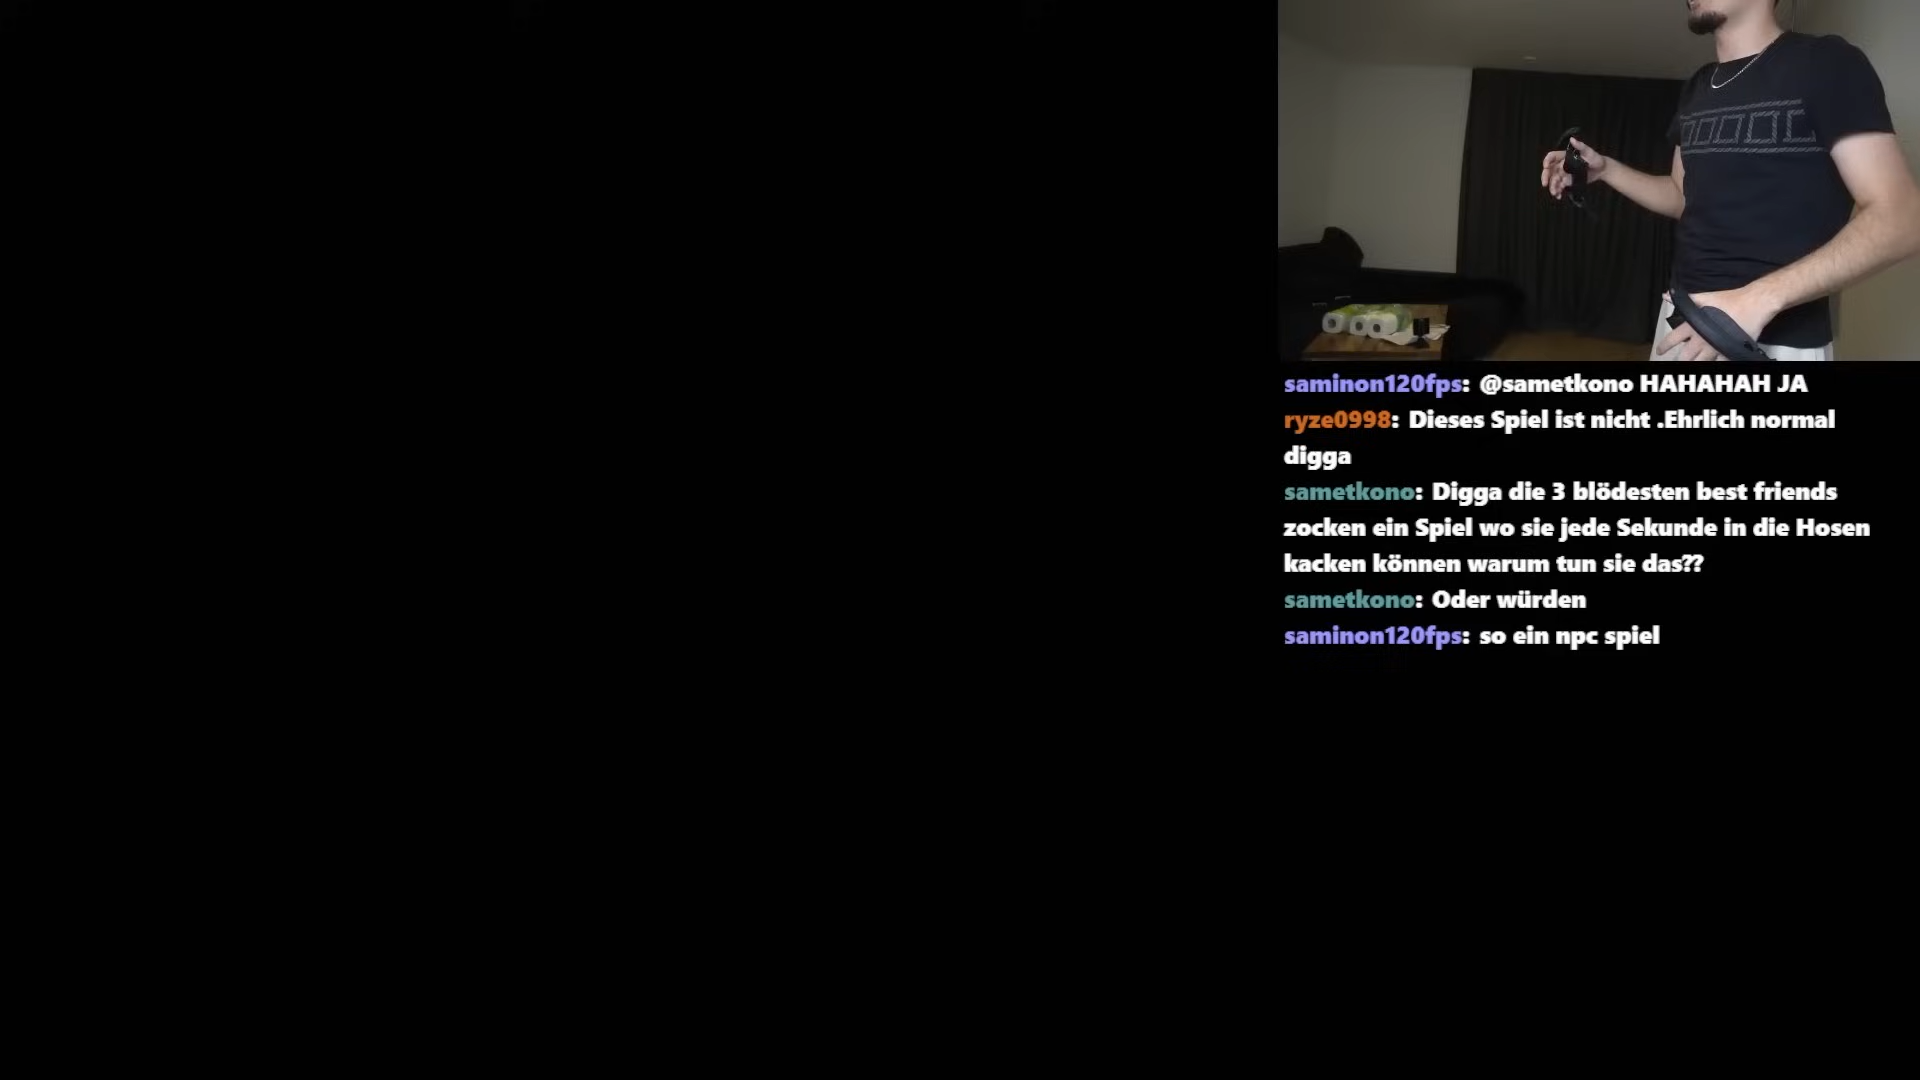 saminon120fps: @sametkono HAHAHAH JA
ryze0998: Dieses Spiel ist nicht .Ehrlich normal
digga
sametkono: Digga die 3 blödesten best friends
zocken ein Spiel wo sie jede Sekunde in die Hosen
kacken können warum tun sie das??
sametkono: Oder würden
saminon120fps: so ein npc spiel